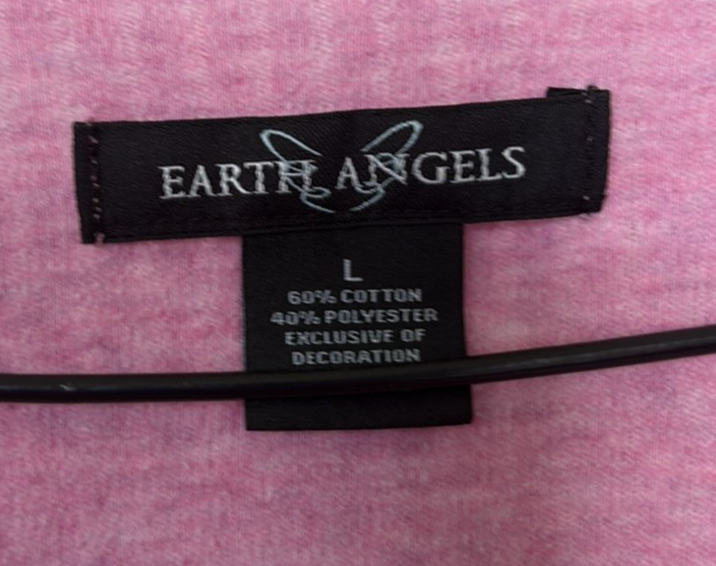 EARTH ANGELS
L
60% COTTON
40% POLYESTER
EXCLUSIVE OF
DECORATION